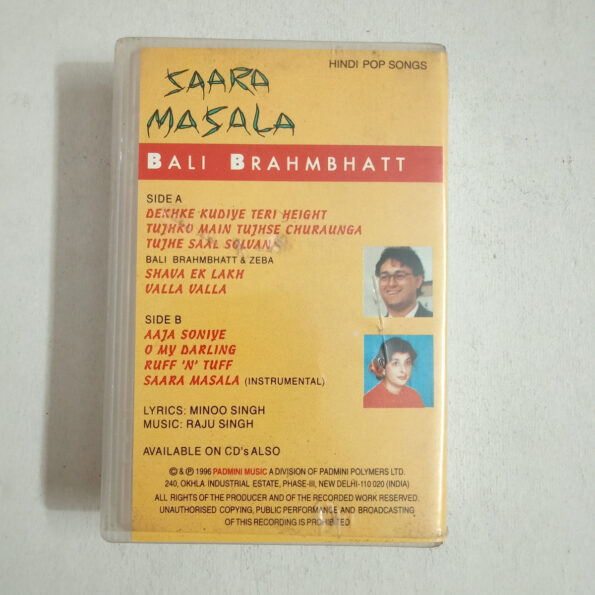 HINDI POP SONGS
SAARA
MASALA
BALI BRAHMBHATT
SIDE A
DEKHKE KUDIYE TERI HEIGHT
TUJHKO MAIN TUJHSE CHURAUNGA
TUJHE SAAL SOLVAN
BALI BRAHMBHATT & ZEBA
SHAVA EK LAKH
VALLA VALLA
SIDE B
AAJA SONIYE
O MY DARLING
RUFF 'N' TUFF
SAARA MASALA (INSTRUMENTAL)
LYRICS: MINOO SINGH
MUSIC: RAJU SINGH
AVAILABLE ON CD's ALSO
© & ℗ 1996 PADMINI MUSIC A DIVISION OF PADMINI POLYMERS LTD.
240, OKHLA INDUSTRIAL ESTATE, PHASE-III, NEW DELHI-110 020 (INDIA)
ALL RIGHTS OF THE PRODUCER AND OF THE RECORDED WORK RESERVED.
UNAUTHORISED COPYING, PUBLIC PERFORMANCE AND BROADCASTING
OF THIS RECORDING IS PROHIBITED